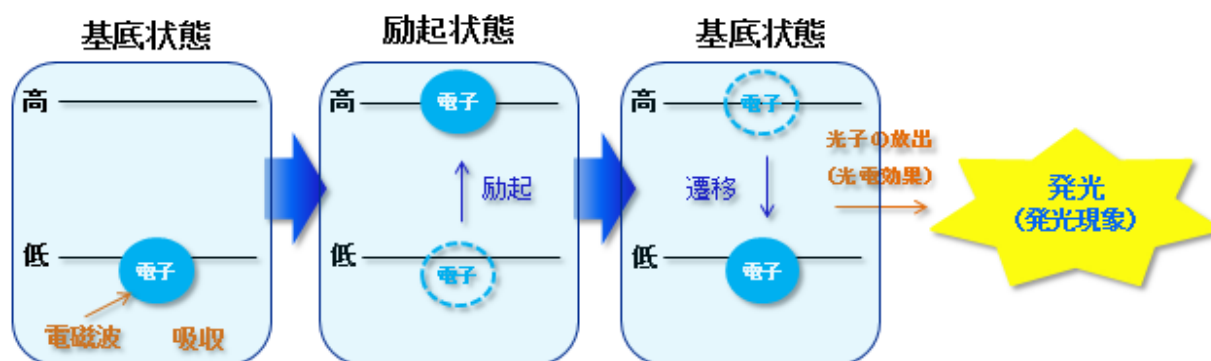 基底状態
励起状態
基底状態
高
低
電子
電磁波 吸収
高
電子
励起
低
電子
高
電子
遷移
低
電子
光子の放出
(光電効果)
発光
(発光現象)